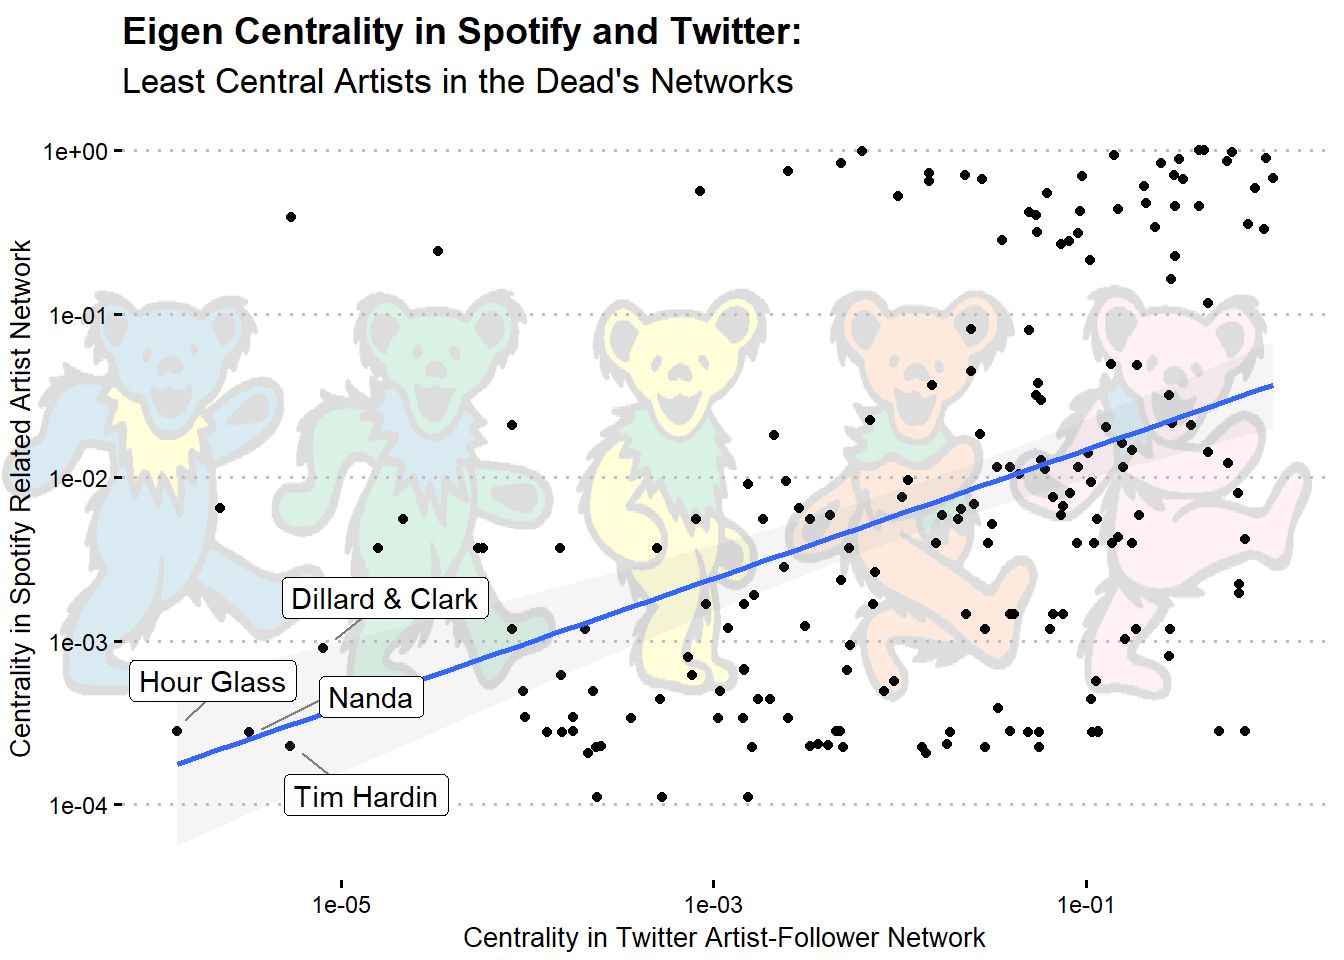 Eigen Centrality in Spotify and Twitter:
Least Central Artists in the Dead's Networks
Centrality in Spotify Related Artist Network
1e+00
1e-01
1e-02
1e-03
1e-04
Dillard & Clark
Hour Glass
Nanda
Tim Hardin
1e-05
1e-03
1e-01
Centrality in Twitter Artist-Follower Network